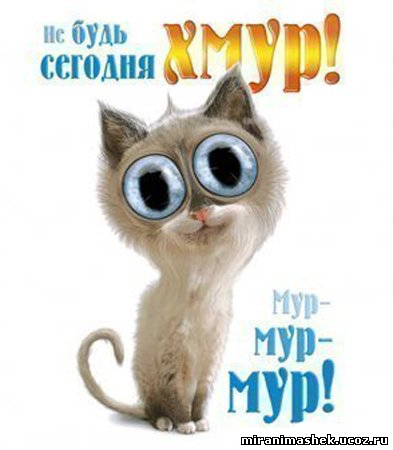 Не будь
сегодня ХМУР!
Мур-
мур-
мур!
miranimashek.ucoz.ru